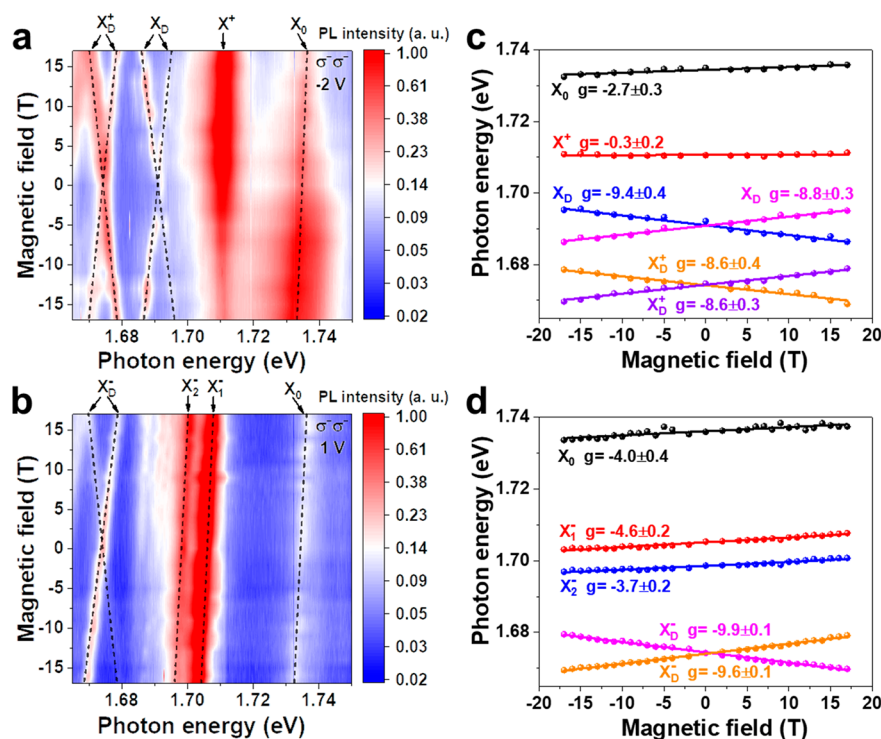 a
X_D^+ X_D X^+ X_0 PL intensity (a. u.)
σ^-σ^-
-2 V
Magnetic field (T)
15
10
5
0
-5
-10
-15
1.68 1.70 1.72 1.74
Photon energy (eV)
1.00
0.61
0.38
0.23
0.14
0.09
0.05
0.03
0.02
c
Photon energy (eV)
1.74
1.72
1.70
1.68
X_0 g= -2.7±0.3
X^+ g= -0.3±0.2
X_D g= -9.4±0.4
X_D g= -8.8±0.3
X_D^+ g= -8.6±0.4
X_D^+ g= -8.6±0.3
-20 -15 -10 -5 0 5 10 15 20
Magnetic field (T)
b
X_D^- X_2^- X_1^- X_0 PL intensity (a. u.)
σ^-σ^-
1 V
Magnetic field (T)
15
10
5
0
-5
-10
-15
1.68 1.70 1.72 1.74
Photon energy (eV)
1.00
0.61
0.38
0.23
0.14
0.09
0.05
0.03
0.02
d
Photon energy (eV)
1.74
1.72
1.70
1.68
X_0 g= -4.0±0.4
X_1^- g= -4.6±0.2
X_2^- g= -3.7±0.2
X_D^- g= -9.9±0.1
X_D^- g= -9.6±0.1
-20 -15 -10 -5 0 5 10 15 20
Magnetic field (T)